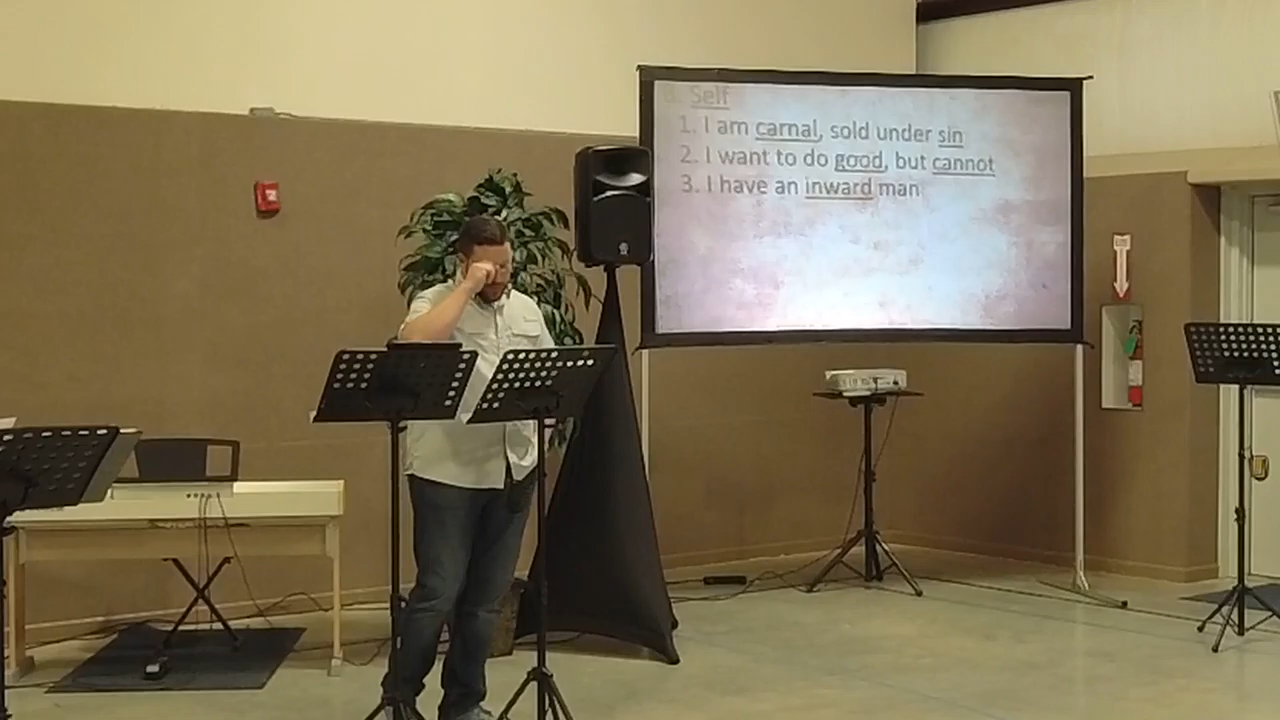 Self
1. I am carnal, sold under sin
2. I want to do good, but cannot
3. I have an inward man